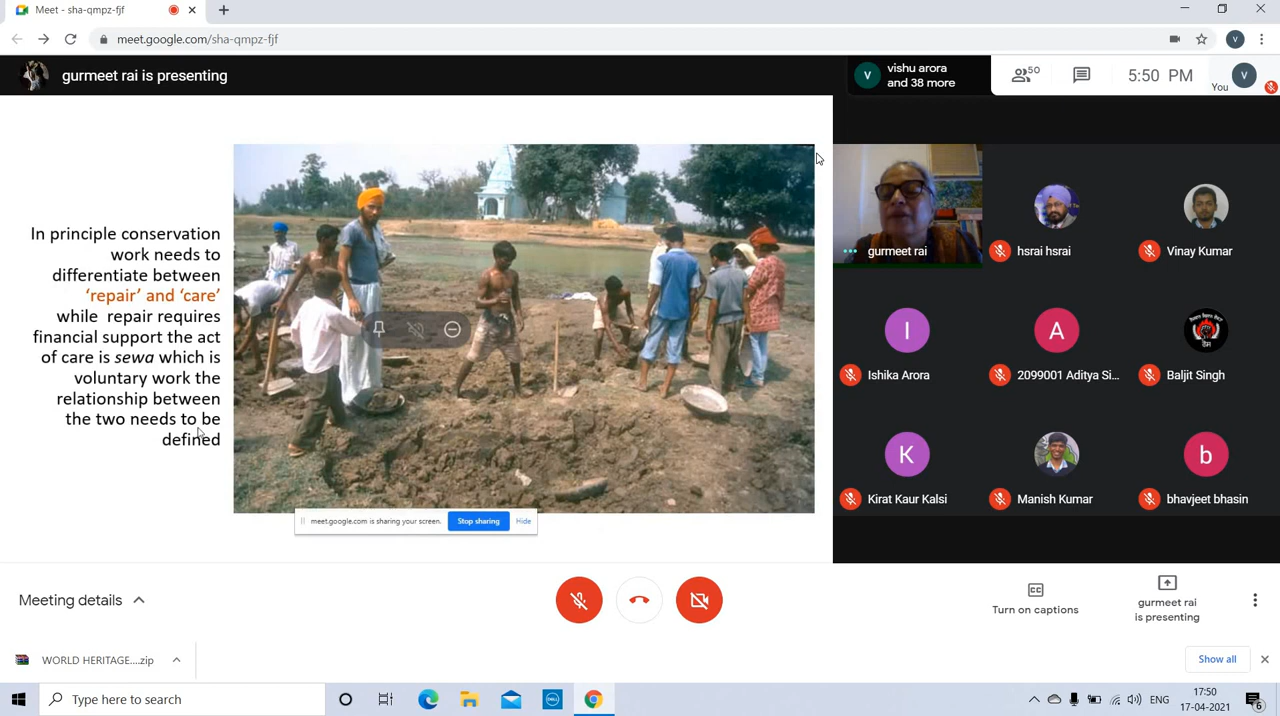 Meet - sha-qmpz-fjf
meet.google.com/sha-qmpz-fjf
V
gurmeet rai is presenting
V
vishu arora
and 38 more
50
5:50 PM
You
V
In principle conservation
work needs to
differentiate between
‘repair’ and ‘care’
while repair requires
financial support the act
of care is sewa which is
voluntary work the
relationship between
the two needs to be
defined
gurmeet rai
hsrai hsrai
Vinay Kumar
I
A
Ishika Arora
2099001 Aditya Si...
Baljit Singh
K
b
Kirat Kaur Kalsi
Manish Kumar
bhavjeet bhasin
meet.google.com is sharing your screen.
Stop sharing
Hide
Meeting details
CC
Turn on captions
gurmeet rai
is presenting
WORLD HERITAGE....zip
Show all
Type here to search
DELL
ENG
17:50
17-04-2021
6